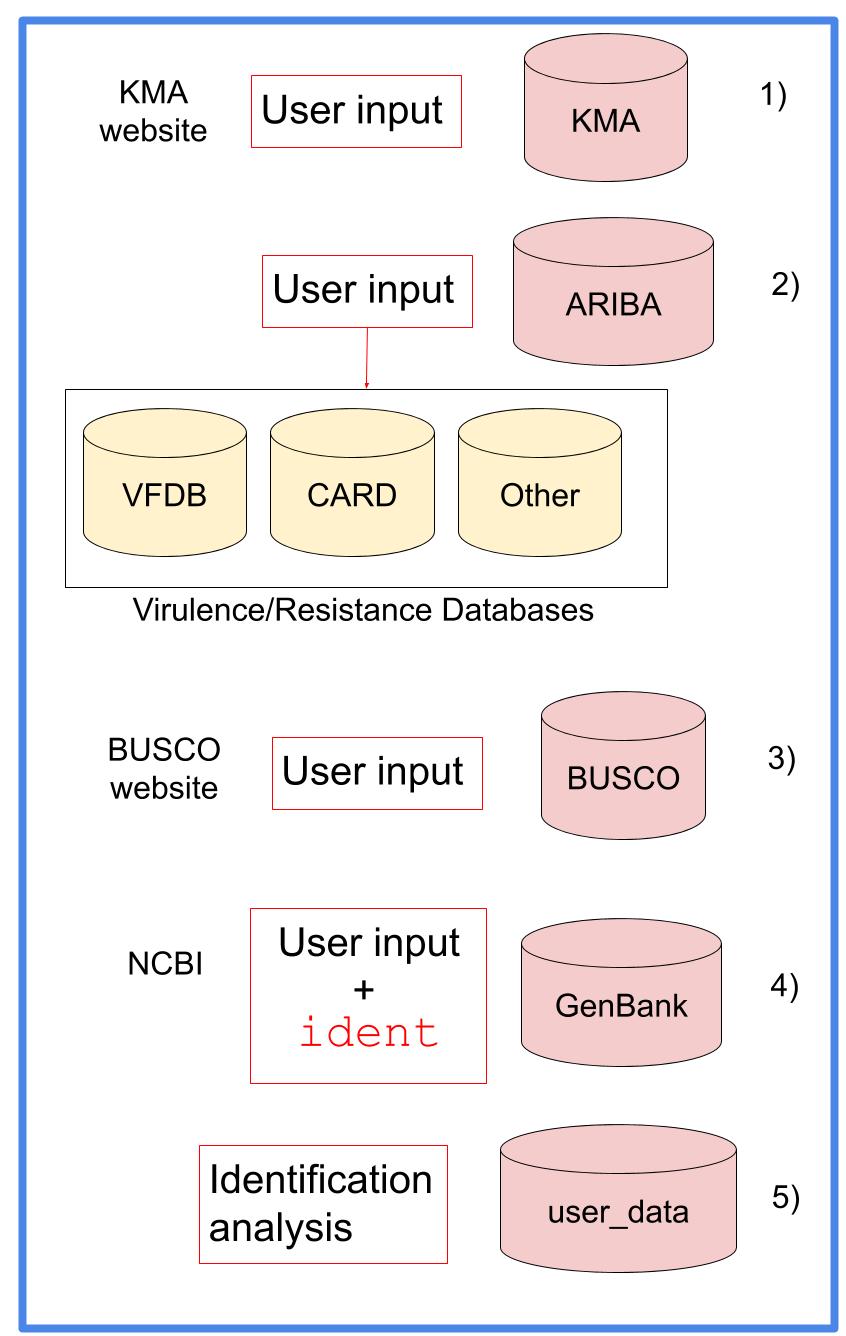 KMA
website
User input
KMA
1)
User input
ARIBA
2)
VFDB
CARD
Other
Virulence/Resistance Databases
BUSCO
website
User input
BUSCO
3)
NCBI
User input
+
ident
GenBank
4)
Identification
analysis
user_data
5)